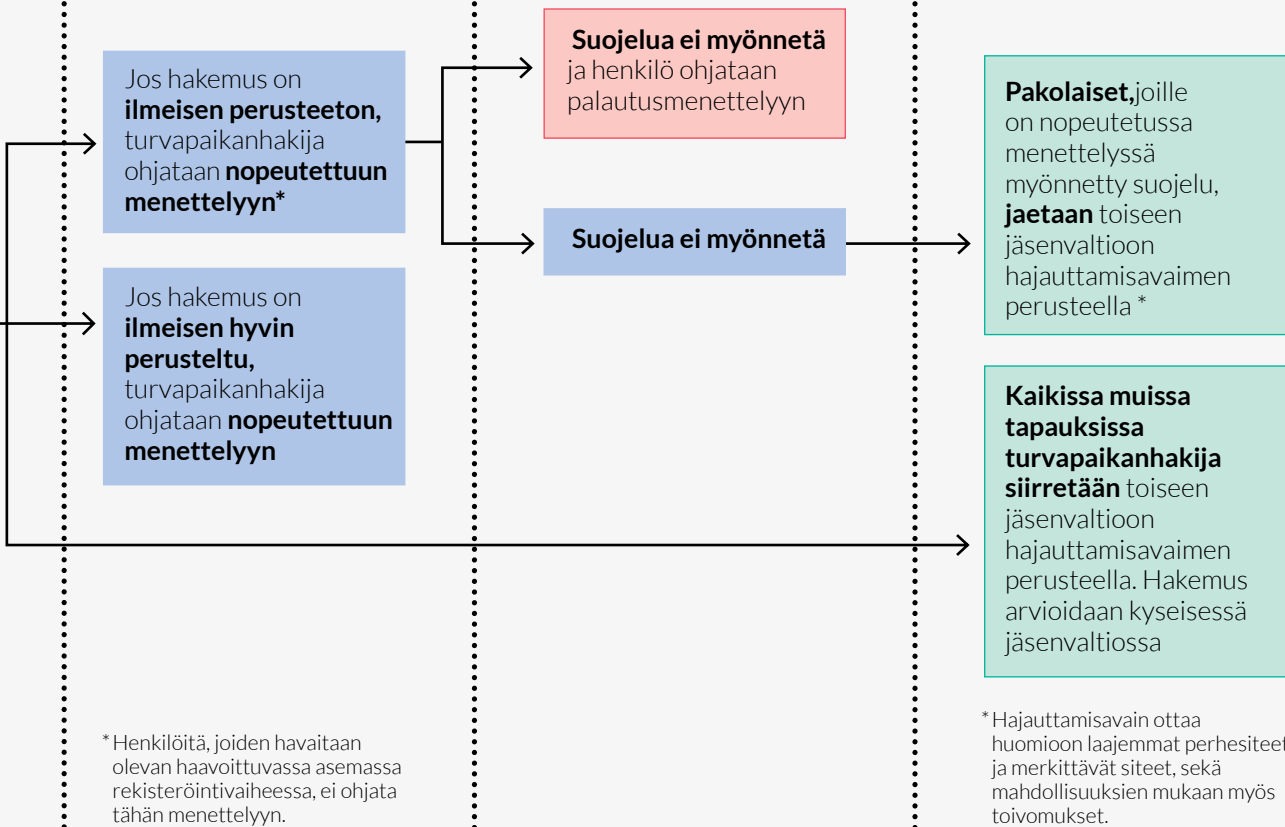 Jos hakemus on
ilmeisen perusteeton,
turvapaikanhakija
ohjataan nopeutettuun
menettelyyn*
Jos hakemus on
ilmeisen hyvin
perusteltu,
turvapaikanhakija
ohjataan nopeutettuun
menettelyyn
*Henkilöitä, joiden havaitaan
olevan haavoittuvassa asemassa
rekisteröintivaiheessa, ei ohjata
tähän menettelyyn.
Suojelua ei myönnetä
ja henkilö ohjataan
palautusmenettelyyn
Suojelua ei myönnetä
Pakolaiset,joille
on nopeutetussa
menettelyssä
myönnetty suojelu,
jaetaan toiseen
jäsenvaltioon
hajauttamisavaimen
perusteella *
Kaikissa muissa
tapauksissa
turvapaikanhakija
siirretään toiseen
jäsenvaltioon
hajauttamisavaimen
perusteella. Hakemus
arvioidaan kyseisessä
jäsenvaltiossa
*Hajauttamisavain ottaa
huomioon laajemmat perhesiteet
ja merkittävät siteet, sekä
mahdollisuuksien mukaan myös
toivomukset.